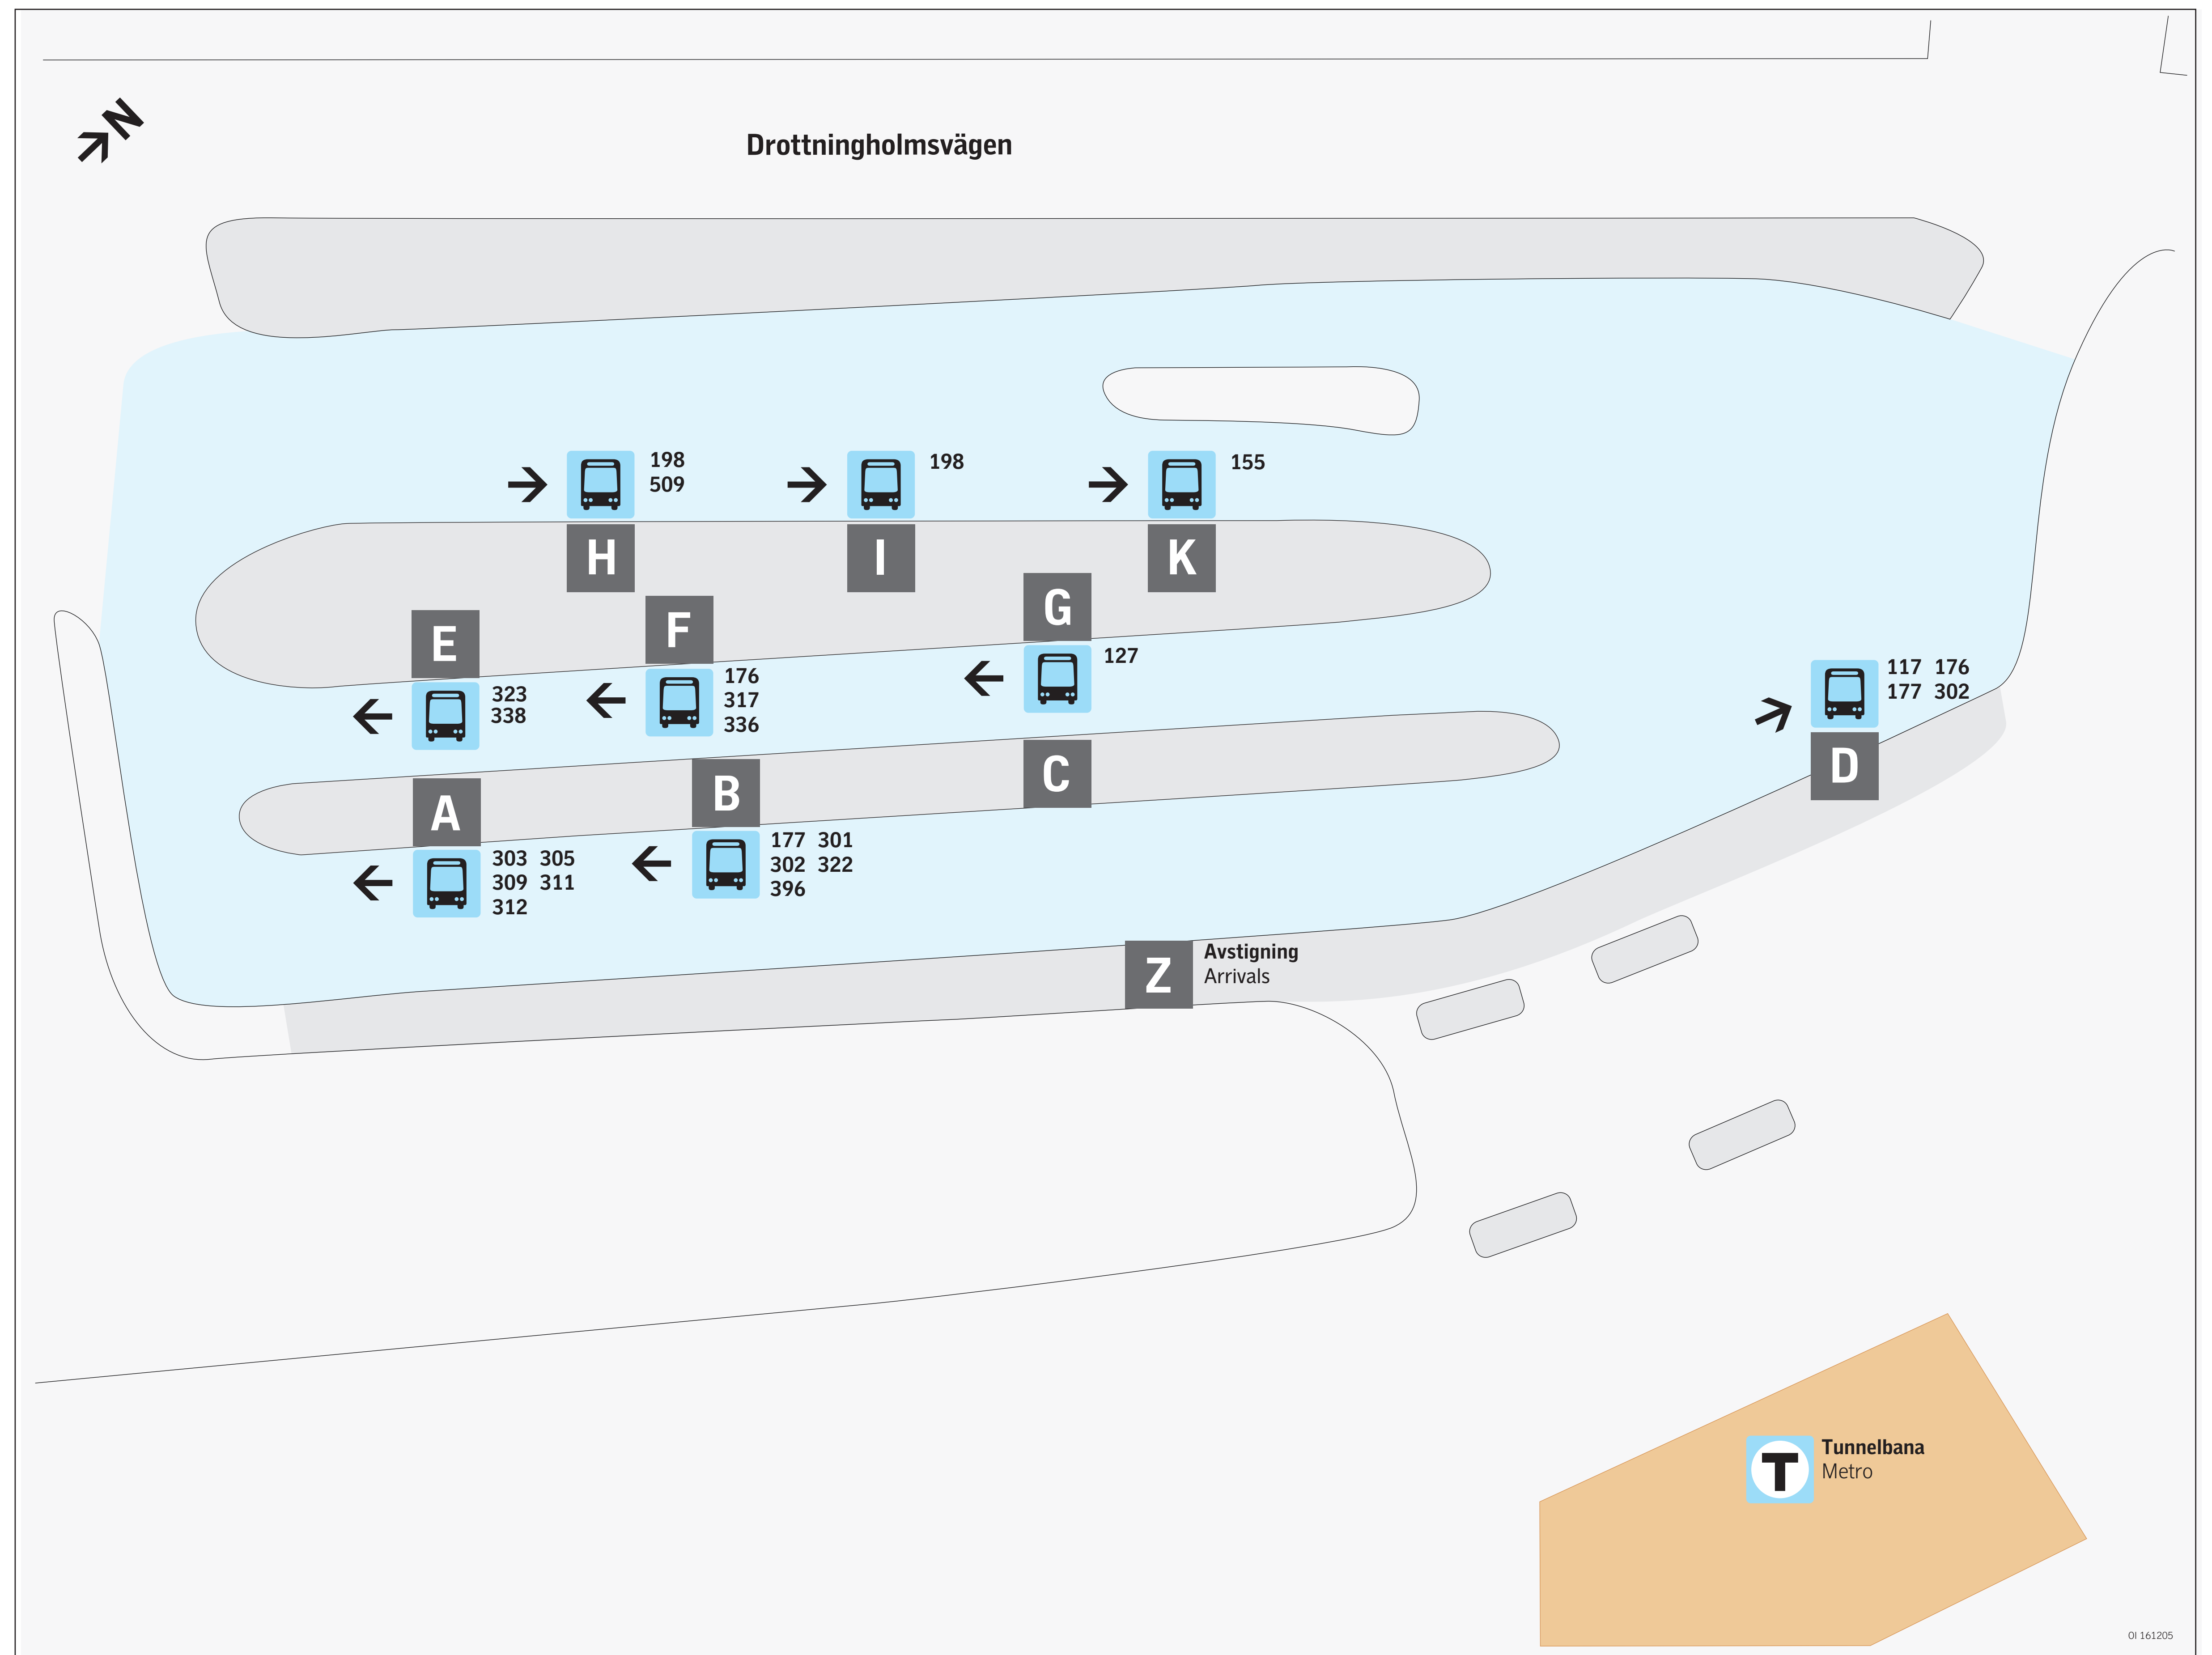 N
Drottningholmsvägen
198
509
H
198
I
155
K
E
323
338
F
176
317
336
G
127
C
117 176
177 302
D
A
303 305
309 311
312
B
177 301
302 322
396
Z
Avstigning
Arrivals
T
Tunnelbana
Metro
OI 161205